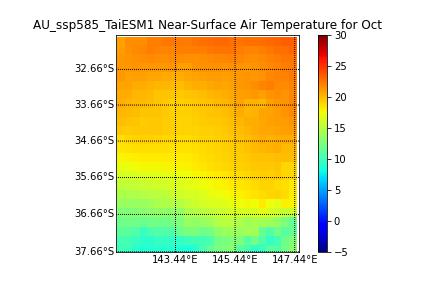 AU_ssp585_TaiESM1 Near-Surface Air Temperature for Oct
32.66°S
33.66°S
34.66°S
35.66°S
36.66°S
37.66°S
143.44°E 145.44°E 147.44°E
30
25
20
15
10
5
0
−5